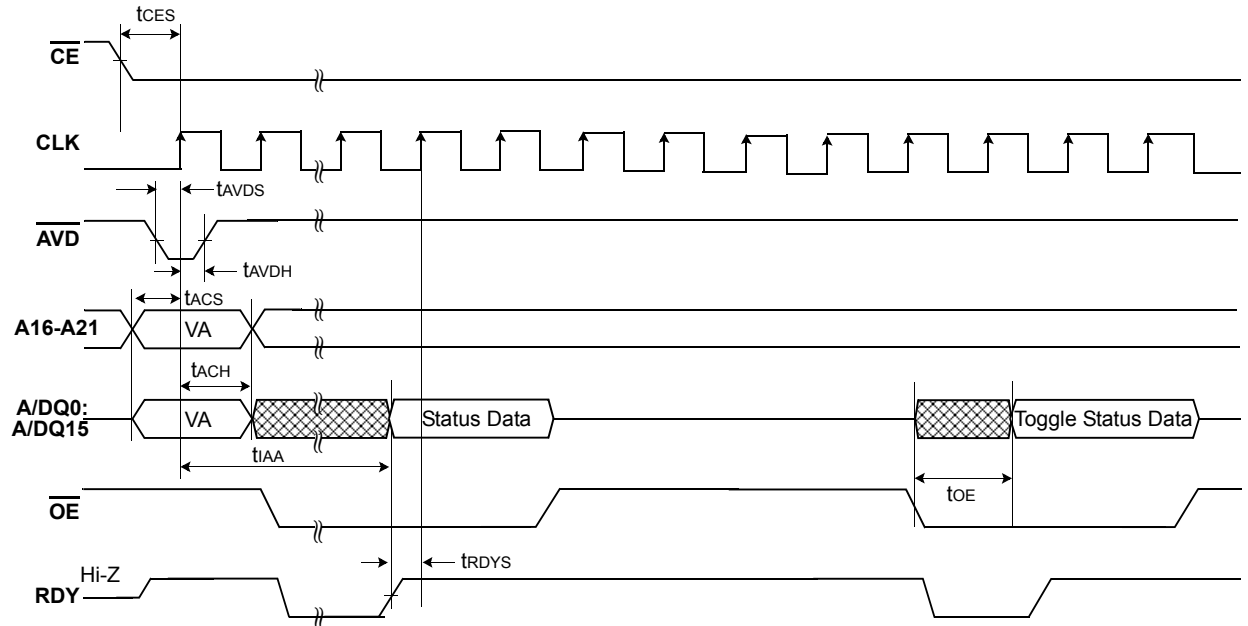 tCES
CE
CLK
tAVDS
AVD
tAVDH
tACS
A16-A21
VA
tACH
A/DQ0:
A/DQ15
VA
Status Data
Toggle Status Data
tIAA
OE
tOE
Hi-Z
tRDYS
RDY